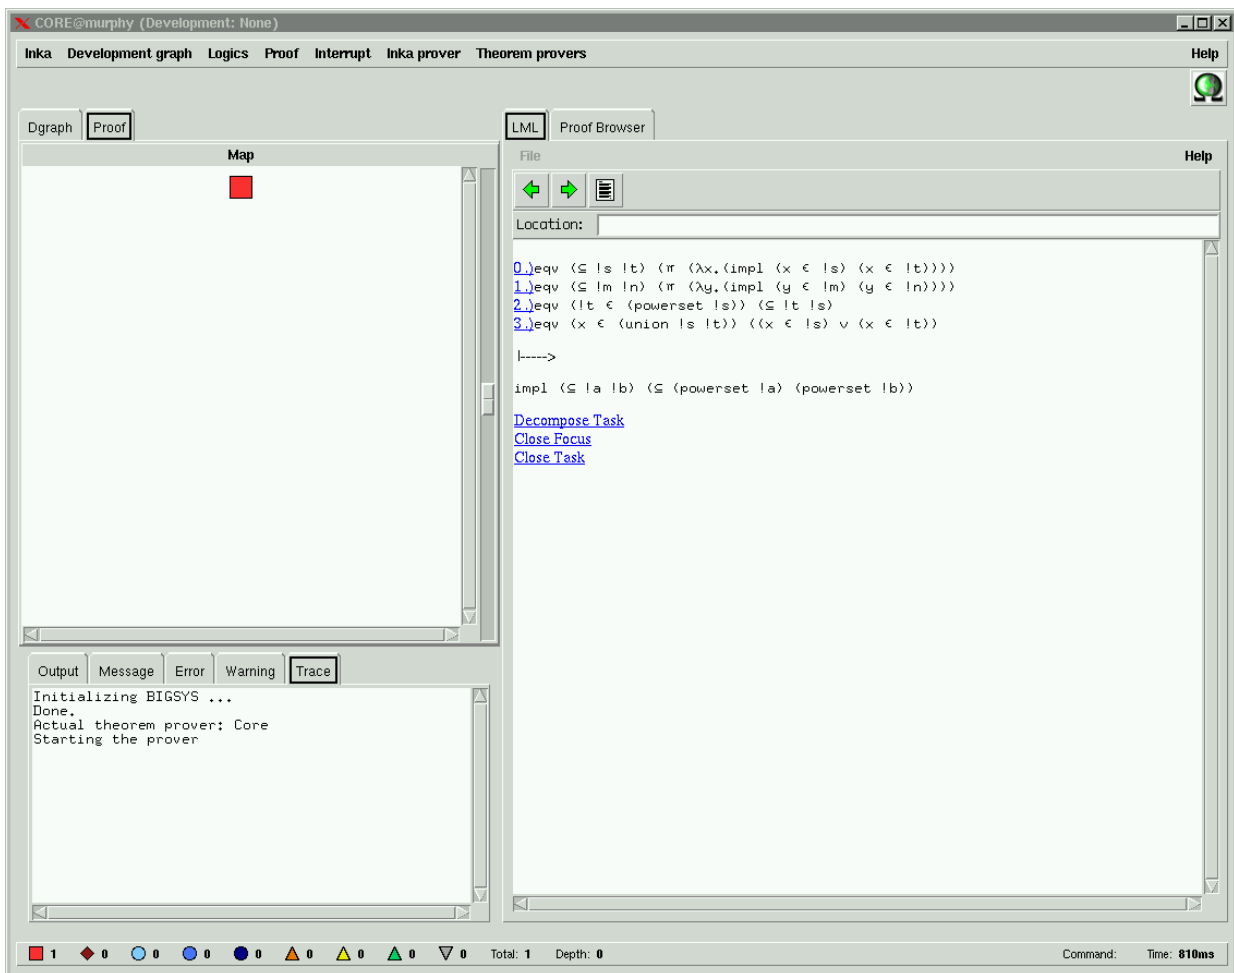 CORE@murphy (Development: None)
Inka Development graph Logics Proof Interrupt Inka prover Theorem provers Help
Dgraph Proof
Map
LML Proof Browser
File Help
Location:
0.)eqv (⊆ !s !t) (π (λx.(impl (x ∈ !s) (x ∈ !t))))
1.)eqv (⊆ !m !n) (π (λy.(impl (y ∈ !m) (y ∈ !n))))
2.)eqv (!t ∈ (powerset !s)) (⊆ !t !s)
3.)eqv (x ∈ (union !s !t)) ((x ∈ !s) ∨ (x ∈ !t))
|----->
impl (⊆ !a !b) (⊆ (powerset !a) (powerset !b))
Decompose Task
Close Focus
Close Task
Output Message Error Warning Trace
Initializing BIGSYS ...
Done.
Actual theorem prover: Core
Starting the prover
1 0 0 0 0 0 0 0 0 Total: 1 Depth: 0 Command: Time: 810ms